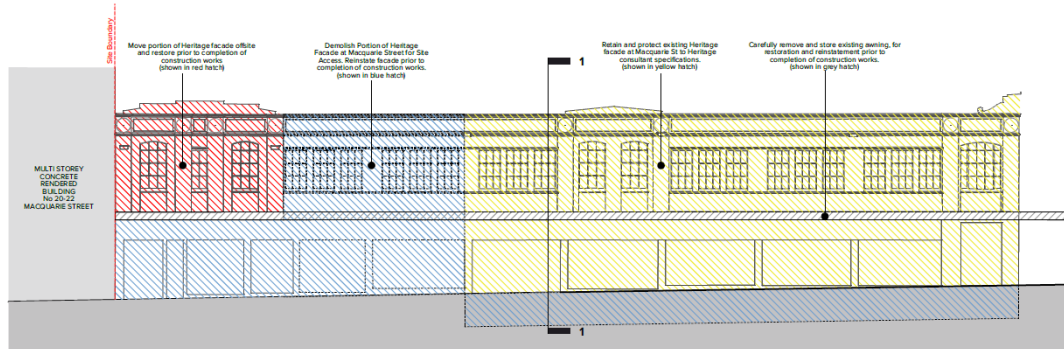 Site Boundary
Move portion of Heritage facade offsite
and restore prior to completion of
construction works
(shown in red hatch)
Demolish Portion of Heritage
Facade at Macquarie Street for Site
Access. Reinstate facade prior to
completion of construction works.
(shown in blue hatch)
Retain and protect existing Heritage
facade at Macquarie St to Heritage
consultant specifications.
(shown in yellow hatch)
Carefully remove and store existing awning, for
restoration and reinstatement prior to
completion of construction works.
(shown in grey hatch)
1
MULTI STOREY
CONCRETE
RENDERED
BUILDING
No 20-22
MACQUARIE STREET
1